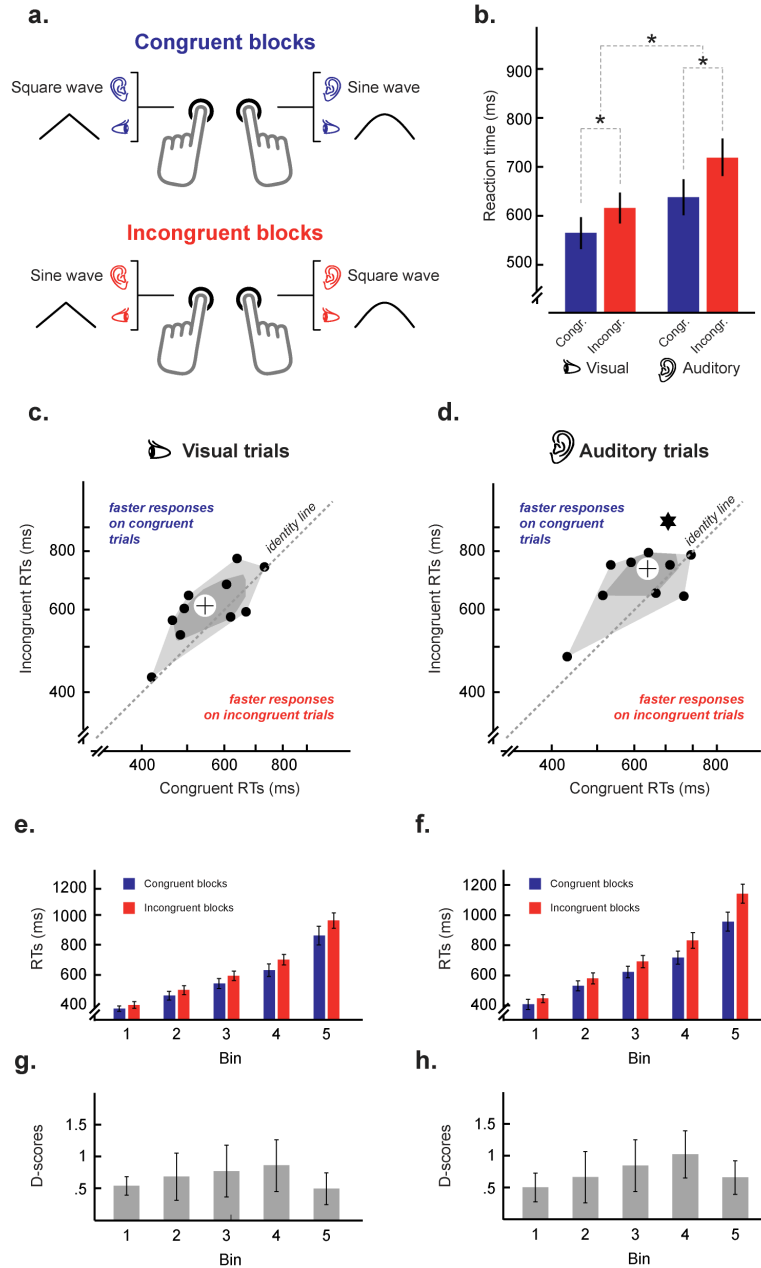 a.
Congruent blocks
Square wave
Sine wave
Incongruent blocks
Sine wave
Square wave
b.
Reaction time (ms)
900
800
700
600
500
*
*
*
Congr.
Incongr.
Congr.
Incongr.
Visual
Auditory
c.
Visual trials
faster responses
on congruent
trials
identity line
Incongruent RTs (ms)
800
600
400
faster responses
on incongruent trials
400 600 800
Congruent RTs (ms)
d.
Auditory trials
faster responses
on congruent
trials
identity line
Incongruent RTs (ms)
800
600
400
faster responses
on incongruent trials
400 600 800
Congruent RTs (ms)
e.
Congruent blocks
Incongruent blocks
RTs (ms)
1200
1000
800
600
400
1 2 3 4 5
Bin
f.
Congruent blocks
Incongruent blocks
RTs (ms)
1200
1000
800
600
400
1 2 3 4 5
Bin
g.
D-scores
1.5
1
.5
1 2 3 4 5
Bin
h.
D-scores
1.5
1
.5
1 2 3 4 5
Bin